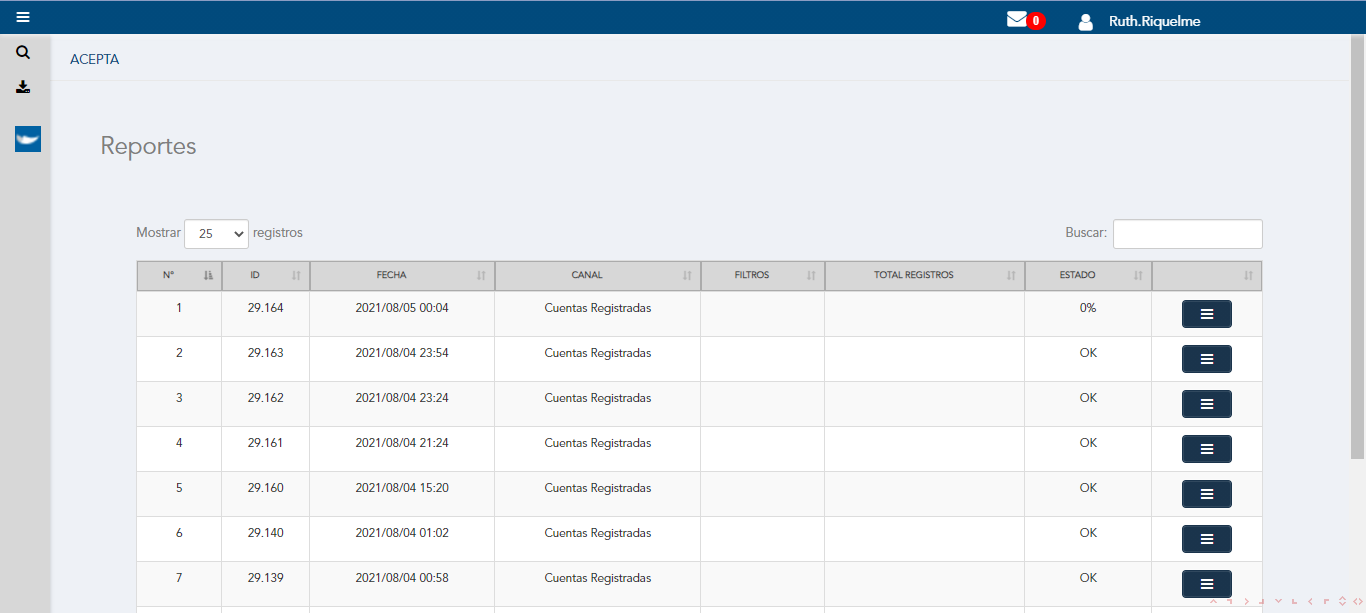 0 Ruth.Riquelme
ACEPTA
Reportes
Mostrar 25 registros Buscar:
N° ID FECHA CANAL FILTROS TOTAL REGISTROS ESTADO
1 29.164 2021/08/05 00:04 Cuentas Registradas 0%
2 29.163 2021/08/04 23:54 Cuentas Registradas OK
3 29.162 2021/08/04 23:24 Cuentas Registradas OK
4 29.161 2021/08/04 21:24 Cuentas Registradas OK
5 29.160 2021/08/04 15:20 Cuentas Registradas OK
6 29.140 2021/08/04 01:02 Cuentas Registradas OK
7 29.139 2021/08/04 00:58 Cuentas Registradas OK